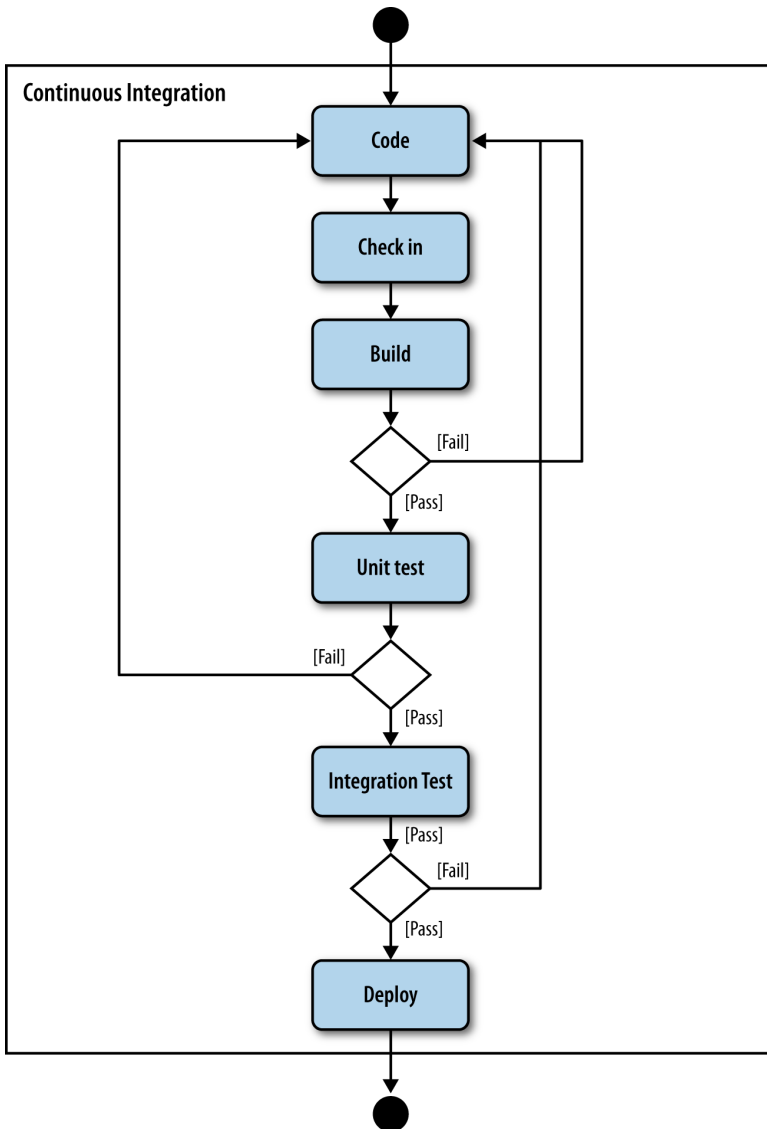 Continuous Integration
Code
Check in
Build
[Fail]
[Pass]
Unit test
[Fail]
[Pass]
Integration Test
[Pass]
[Fail]
[Pass]
Deploy